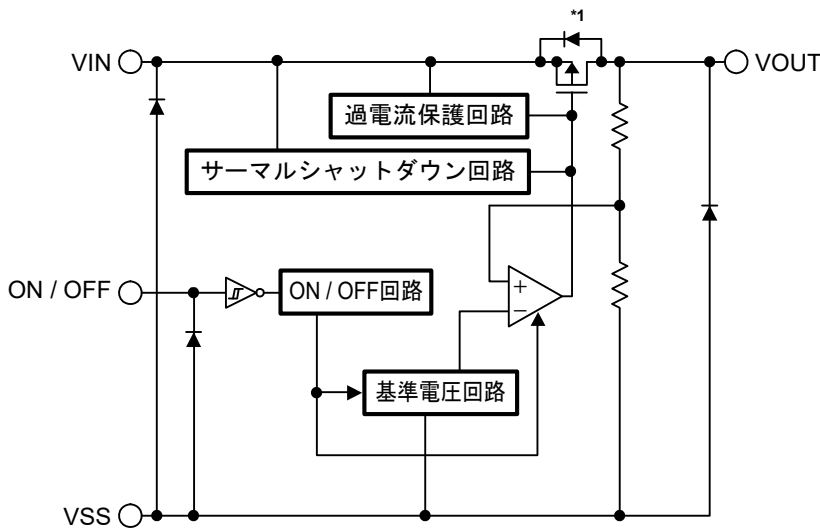 *1
VIN
VOUT
過電流保護回路
サーマルシャットダウン回路
ON / OFF
ON / OFF回路
+
−
基準電圧回路
VSS